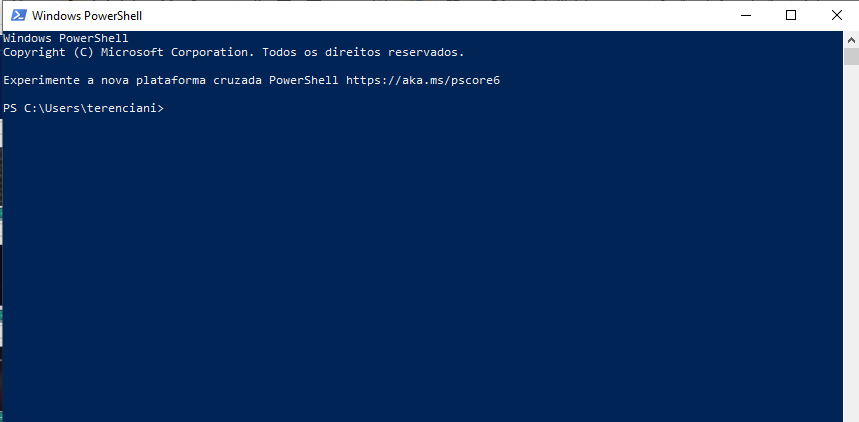 Windows PowerShell
Windows PowerShell
Copyright (C) Microsoft Corporation. Todos os direitos reservados.
Experimente a nova plataforma cruzada PowerShell https://aka.ms/pscore6
PS C:\Users\terenciani>